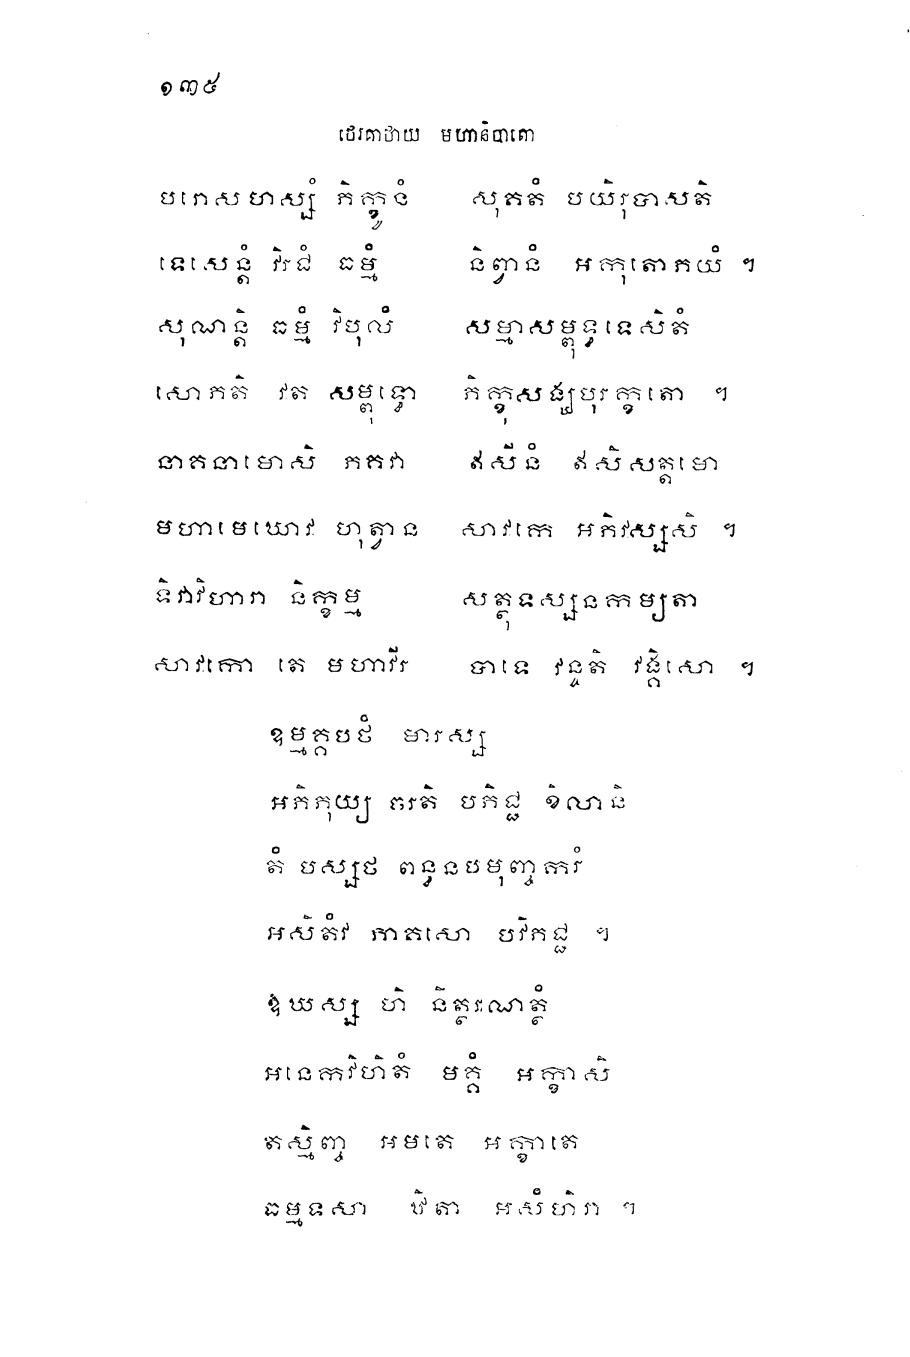 ១៣៥
ថេរគាថាយ មហានិបាតោ
បរោសហស្សំ ភិក្ខូនំ សុគតំ បយិរុបាសតិ
ទេសេន្តំ វិរជំ ធម្មំ និព្វានំ អកុតោភយំ ។
សុណន្តិ ធម្មំ វិបុលំ សម្មាសម្ពុទ្ធទេសិតំ
សោភតិ វត សម្ពុទ្ធោ ភិក្ខុសង្ឃបុរក្ខតោ ។
នាគនាមោសិ ភគវា ឥសីនំ ឥសិសត្តមោ
មហាមេឃោវ ហុត្វាន សាវកេ អភិវស្សសិ ។
ទិវាវិហារា និក្ខម្ម សត្ថុទស្សនកម្យតា
សាវកោ តេ មហាវីរ បាទេ វន្ទតិ វង្គិសោ ។
ឧម្មគ្គបថំ មារស្ស
អភិភុយ្យ ចរតិ បភិជ្ជ ខិលានិ
តំ បស្សថ ពន្ធនបមុញ្ចករំ
អសិតំវ ភាគសោ បវិភជ្ជ ។
ឱឃស្ស ហិ និត្ថរណត្ថំ
អនេកវិហិតំ មគ្គំ អក្ខាសិ
តស្មិញ្ច អមតេ អក្ខាតេ
ធម្មទសា ឋិតា អសំហិរា ។